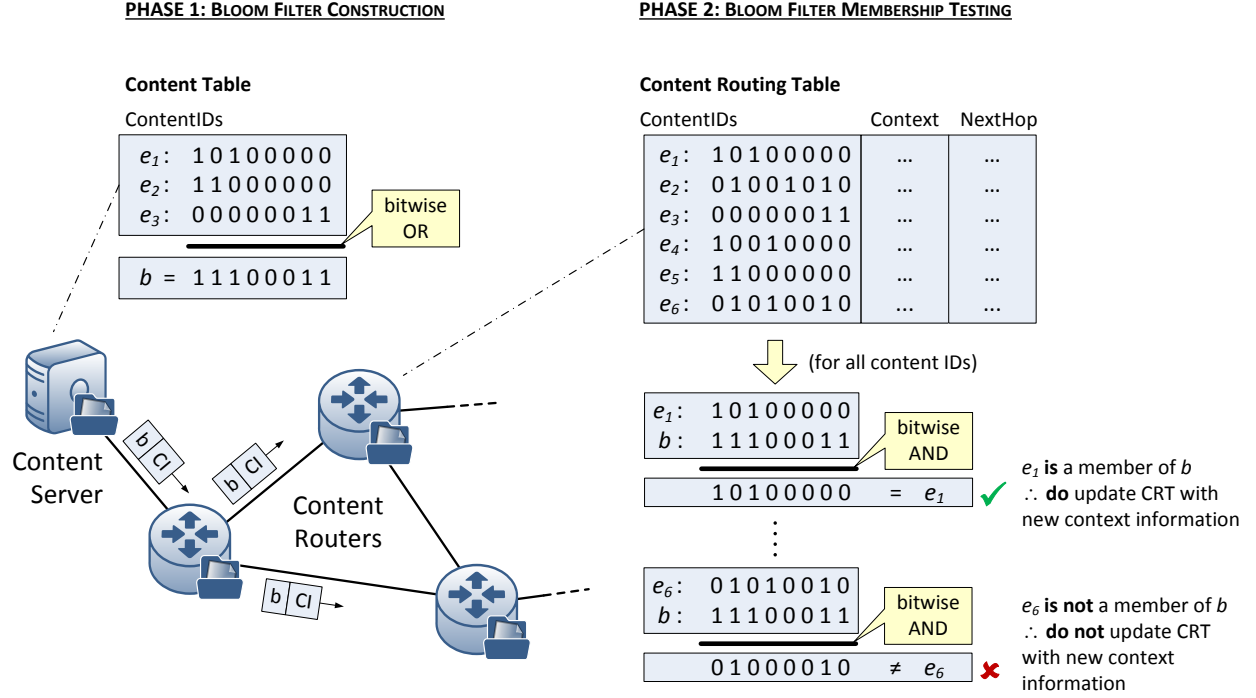 PHASE 1: BLOOM FILTER CONSTRUCTION
Content Table
ContentIDs
e1: 10100000
e2: 11000000
e3: 00000011
bitwise
OR
b = 11100011
Content
Server
b CI
b CI
b CI
Content
Routers
PHASE 2: BLOOM FILTER MEMBERSHIP TESTING
Content Routing Table
ContentIDs Context NextHop
e1: 10100000 ... ...
e2: 01001010 ... ...
e3: 00000011 ... ...
e4: 10010000 ... ...
e5: 11000000 ... ...
e6: 01010010 ... ...
(for all content IDs)
e1: 10100000
b: 11100011
bitwise
AND
10100000 = e1
e1 is a member of b
∴ do update CRT with
new context information
e6: 01010010
b: 11100011
bitwise
AND
01000010 ≠ e6
e6 is not a member of b
∴ do not update CRT
with new context
information